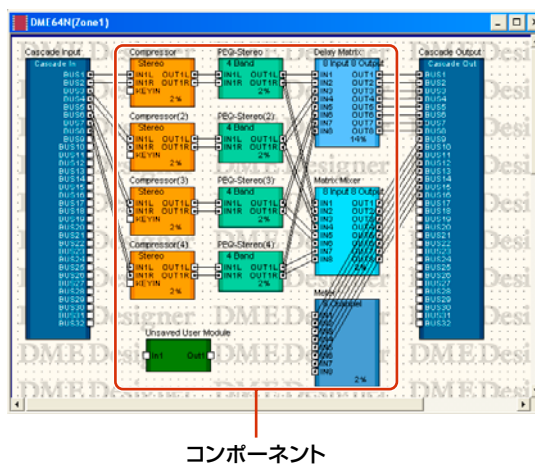 DME64N(Zone1)
Cascade Input
Cascade In
BUS1
BUS2
BUS3
BUS4
BUS5
BUS6
BUS7
BUS8
BUS9
BUS10
BUS11
BUS12
BUS13
BUS14
BUS15
BUS16
BUS17
BUS18
BUS19
BUS20
BUS21
BUS22
BUS23
BUS24
BUS25
BUS26
BUS27
BUS28
BUS29
BUS30
BUS31
BUS32
Compressor
Stereo
IN1L OUT1L
IN1R OUT1R
KEYIN
2%
Compressor(2)
Stereo
IN1L OUT1L
IN1R OUT1R
KEYIN
2%
Compressor(3)
Stereo
IN1L OUT1L
IN1R OUT1R
KEYIN
2%
Compressor(4)
Stereo
IN1L OUT1L
IN1R OUT1R
KEYIN
2%
PEQ-Stereo
4 Band
IN1L OUT1L
IN1R OUT1R
2%
PEQ-Stereo(2)
4 Band
IN1L OUT1L
IN1R OUT1R
2%
PEQ-Stereo(3)
4 Band
IN1L OUT1L
IN1R OUT1R
2%
PEQ-Stereo(4)
4 Band
IN1L OUT1L
IN1R OUT1R
2%
Unsaved User Module
In1 Out1
Delay Matrix
8 Input 8 Output
IN1 OUT1
IN2 OUT2
IN3 OUT3
IN4 OUT4
IN5 OUT5
IN6 OUT6
IN7 OUT7
IN8 OUT8
14%
Matrix Mixer
8 Input 8 Output
IN1 OUT1
IN2 OUT2
IN3 OUT3
IN4 OUT4
IN5 OUT5
IN6 OUT6
IN7 OUT7
IN8 OUT8
2%
Meter
8 Channel
IN1
IN2
IN3
IN4
IN5
IN6
IN7
IN8
2%
Cascade Output
Cascade Out
BUS1
BUS2
BUS3
BUS4
BUS5
BUS6
BUS7
BUS8
BUS9
BUS10
BUS11
BUS12
BUS13
BUS14
BUS15
BUS16
BUS17
BUS18
BUS19
BUS20
BUS21
BUS22
BUS23
BUS24
BUS25
BUS26
BUS27
BUS28
BUS29
BUS30
BUS31
BUS32
コンポーネント